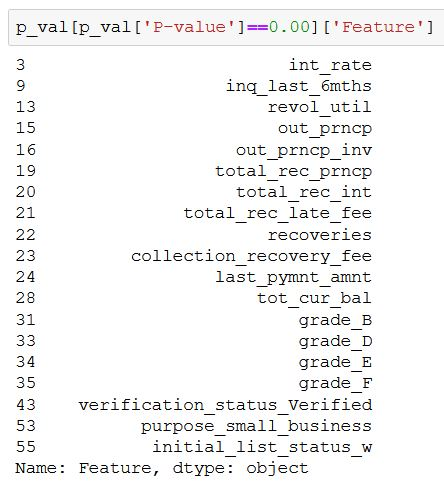 p_val[p_val['P-value']==0.00]['Feature']
3 int_rate
9 inq_last_6mths
13 revol_util
15 out_prncp
16 out_prncp_inv
19 total_rec_prncp
20 total_rec_int
21 total_rec_late_fee
22 recoveries
23 collection_recovery_fee
24 last_pymnt_amnt
28 tot_cur_bal
31 grade_B
33 grade_D
34 grade_E
35 grade_F
43 verification_status_Verified
53 purpose_small_business
55 initial_list_status_w
Name: Feature, dtype: object